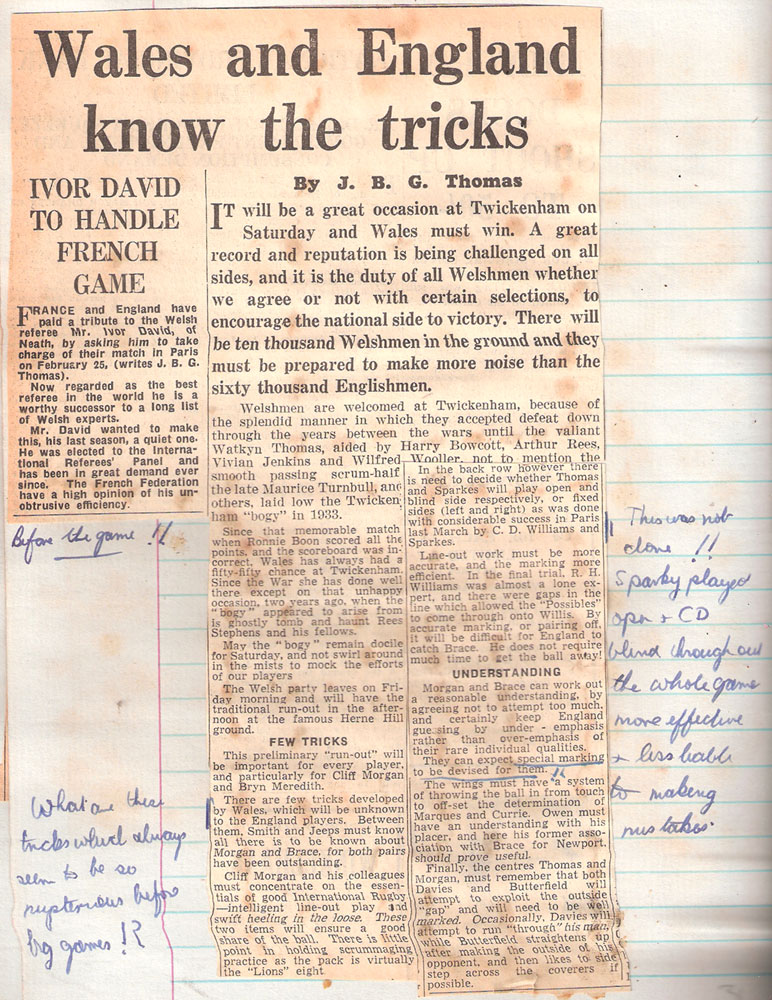 Wales and England
know the tricks
IVOR DAVID
TO HANDLE
FRENCH
GAME
FRANCE and England have
paid a tribute to the Welsh
referee Mr. Ivor David, of
Neath, by asking him to take
charge of their match in Paris
on February 25, (writes J. B. G.
Thomas).
Now regarded as the best
referee in the world he is a
worthy successor to a long list
of Welsh experts.
Mr. David wanted to make
this, his last season, a quiet one.
He was elected to the Interna-
tional Referees' Panel and
has been in great demand ever
since. The French Federation
have a high opinion of his un-
obtrusive efficiency.
Before the game !!
By J. B. G. Thomas
IT will be a great occasion at Twickenham on
Saturday and Wales must win. A great
record and reputation is being challenged on all
sides, and it is the duty of all Welshmen whether
we agree or not with certain selections, to
encourage the national side to victory. There will
be ten thousand Welshmen in the ground and they
must be prepared to make more noise than the
sixty thousand Englishmen.
Welshmen are welcomed at Twickenham, because of
the splendid manner in which they accepted defeat down
through the years between the wars until the valiant
Watkyn Thomas, aided by Harry Bowcott, Arthur Rees,
Vivian Jenkins and Wilfred Wooller, not to mention the
smooth passing scrum-half
the late Maurice Turnbull, and
others, laid low the Twicken-
ham "bogy" in 1933.
Since that memorable match
when Ronnie Boon scored all the
points, and the scoreboard was in-
correct, Wales has always had a
fifty-fifty chance at Twickenham.
Since the War she has done well
there except on that unhappy
occasion, two years ago, when the
"bogy" appeared to arise from
is ghostly tomb and haunt Rees
Stephens and his fellows.
May the "bogy" remain docile
for Saturday, and not swirl around
in the mists to mock the efforts
of our players
The Welsh party leaves on Fri-
day morning and will have the
traditional run-out in the after-
noon at the famous Herne Hill
ground.
FEW TRICKS
This preliminary "run-out" will
be important for every player,
and particularly for Cliff Morgan
and Bryn Meredith.
There are few tricks developed
by Wales, which will be unknown
to the England players. Between
them, Smith and Jeeps must know
all there is to be known about
Morgan and Brace, for both pairs
have been outstanding.
Cliff Morgan and his colleagues
must concentrate on the essen-
tials of good International Rugby
—intelligent line-out play and
swift heeling in the loose. These
two items will ensure a good
share of the ball. There is little
point in holding scrummaging
practice as the pack is virtually
the "Lions" eight
What are these
tricks which always
seem to be so
mysterious before
big games !?
In the back row however there
is need to decide whether Thomas
and Sparkes will play open and
blind side respectively, or fixed
sides (left and right) as was done
with considerable success in Paris
last March by C. D. Williams and
Sparkes.
Line-out work must be more
accurate, and the marking more
efficient. In the final trial, R. H.
Williams was almost a lone ex-
pert, and there were gaps in the
line which allowed the "Possibles"
to come through onto Willis. By
accurate marking, or pairing off,
it will be difficult for England to
catch Brace. He does not require
much time to get the ball away!
UNDERSTANDING
Morgan and Brace can work out
a reasonable understanding, by
agreeing not to attempt too much,
and certainly keep England
guessing by under-emphasis
rather than over-emphasis of
their rare individual qualities.
They can expect special marking
to be devised for them. !!
The wings must have a system
of throwing the ball in from touch
to off-set the determination of
Marques and Currie. Owen must
have an understanding with his
placer, and here his former asso-
ciation with Brace for Newport,
should prove useful.
Finally, the centres Thomas and
Morgan, must remember that both
Davies and Butterfield will
attempt to exploit the outside
"gap" and will need to be well
marked. Occasionally, Davies will
attempt to run "through" his man,
while Butterfield straightens up
after making the outside of his
opponent, and then likes to side
step across the coverers if
possible.
This was not
done !!
Sparky played
open + CD
blind throughout
the whole game
more effective
+ less liable
to making
mistakes.